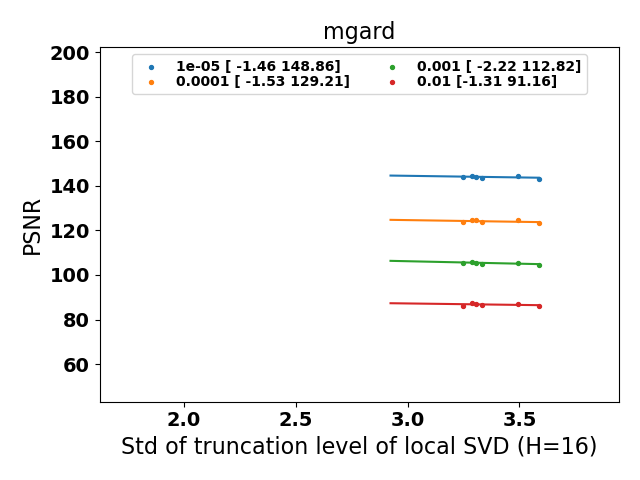 mgard
1e-05 [ -1.46 148.86]
0.0001 [ -1.53 129.21]
0.001 [ -2.22 112.82]
0.01 [-1.31 91.16]
PSNR
200
180
160
140
120
100
80
60
2.0 2.5 3.0 3.5
Std of truncation level of local SVD (H=16)